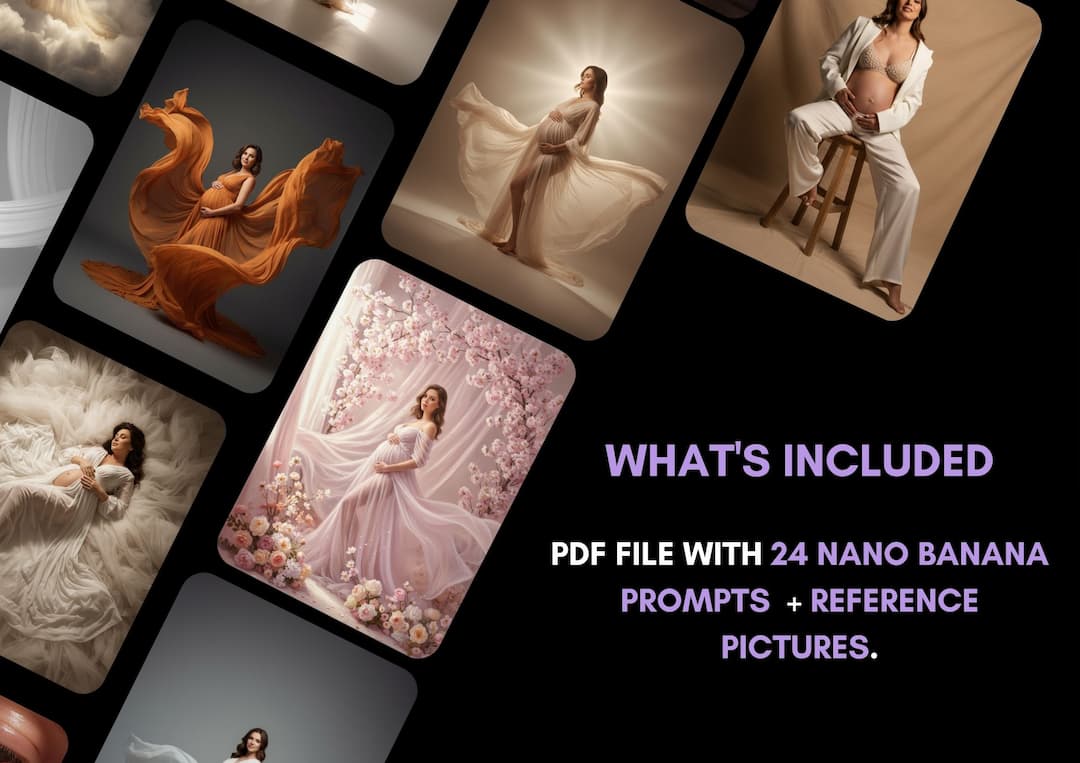 WHAT'S INCLUDED
PDF FILE WITH 24 NANO BANANA
PROMPTS + REFERENCE
PICTURES.